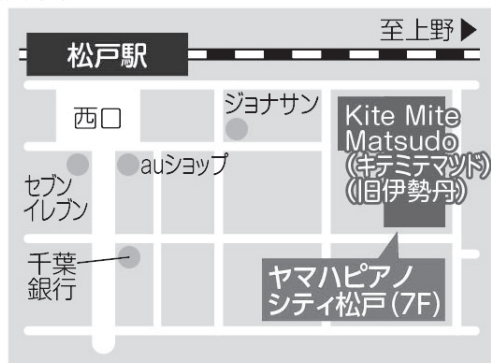 至上野▶
松戸駅
西口
ジョナサン
Kite Mite
Matsudo
(キテミテマツド)
(旧伊勢丹)
auショップ
セブン
イレブン
千葉
銀行
ヤマハピアノ
シティ松戸(7F)